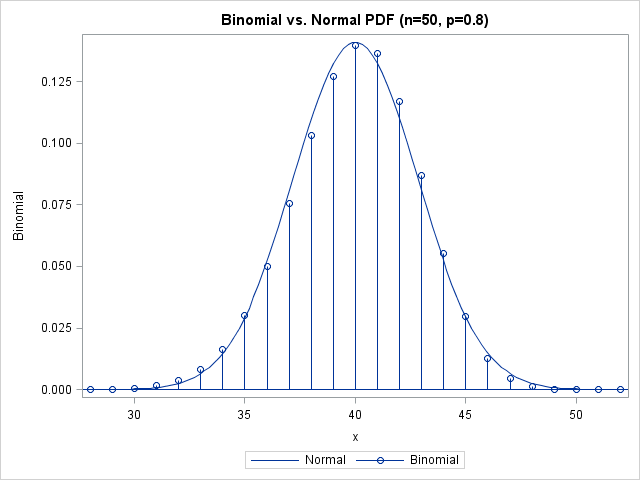 Binomial vs. Normal PDF (n=50, p=0.8)
0.125
0.100
0.075
0.050
0.025
0.000
Binomial
30 35 40 45 50
x
Normal Binomial